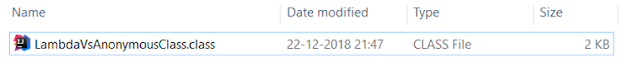 Name Date modified Type Size
LambdaVsAnonymousClass.class 22-12-2018 21:47 CLASS File 2 KB